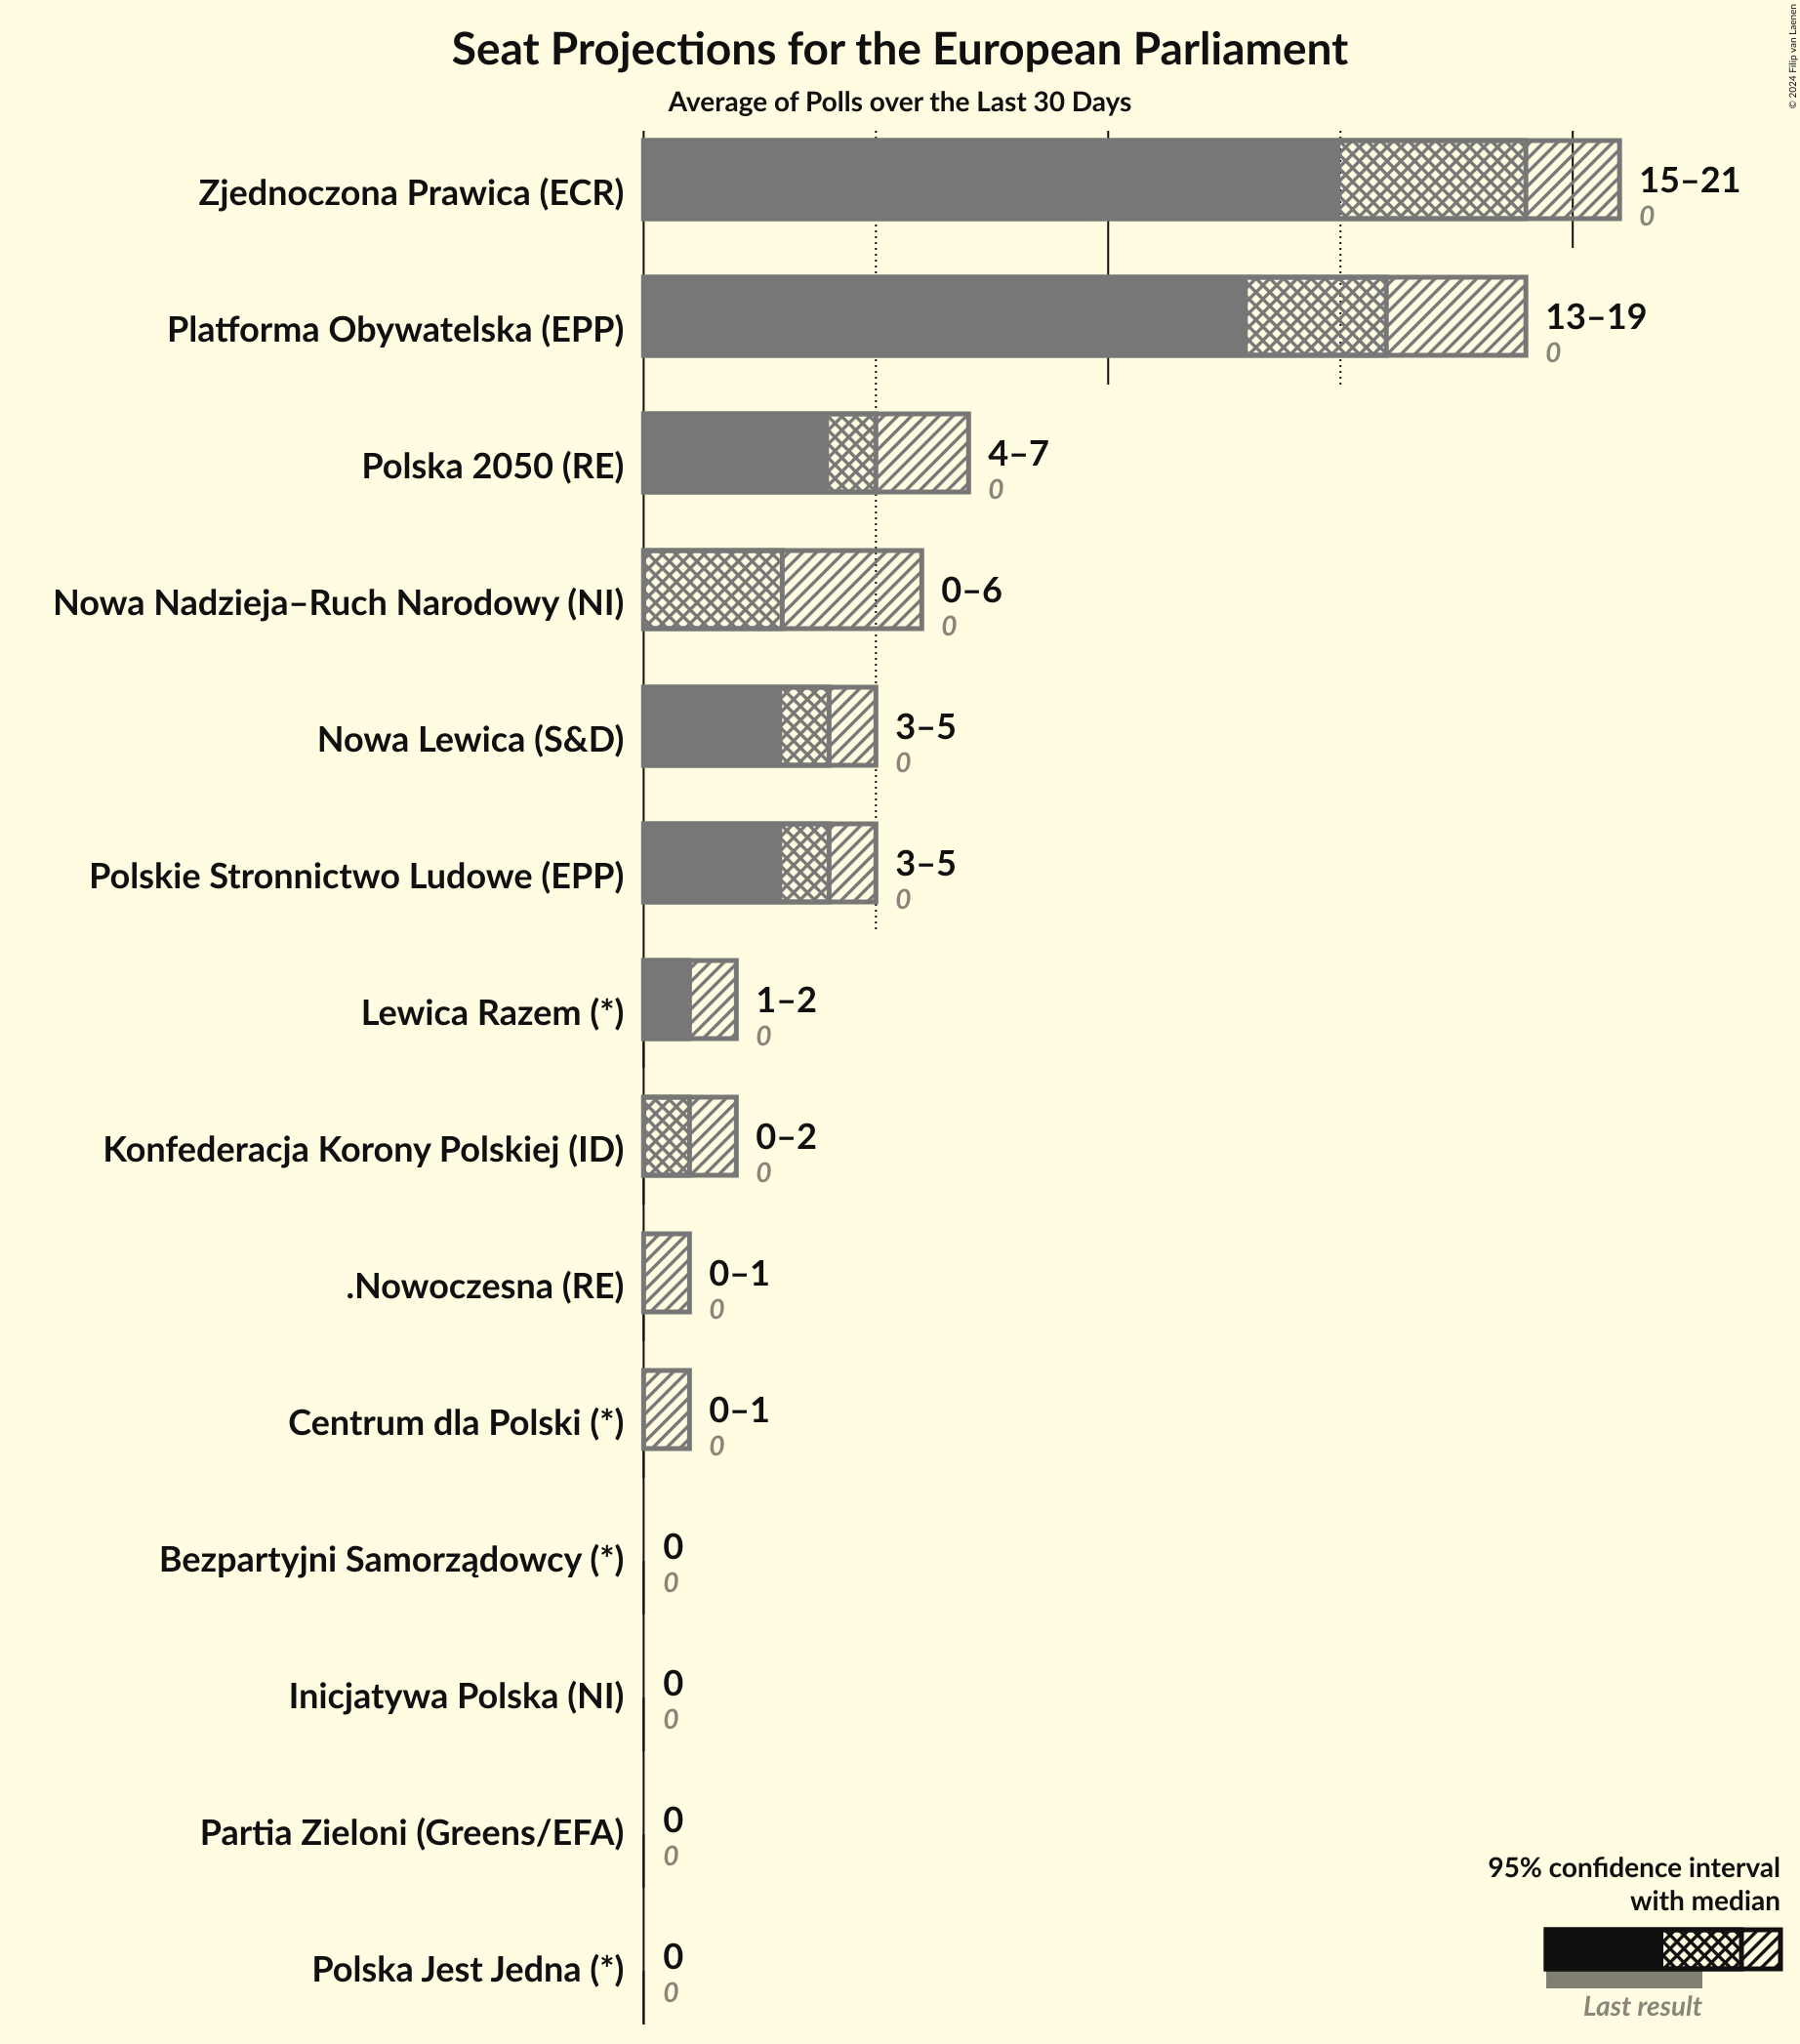 Seat Projections for the European Parliament
Average of Polls over the Last 30 Days
© 2024 Filip van Laenen
Zjednoczona Prawica (ECR)
15–21
0
Platforma Obywatelska (EPP)
13–19
0
Polska 2050 (RE)
4–7
0
Nowa Nadzieja–Ruch Narodowy (NI)
0–6
0
Nowa Lewica (S&D)
3–5
0
Polskie Stronnictwo Ludowe (EPP)
3–5
0
Lewica Razem (*)
1–2
0
Konfederacja Korony Polskiej (ID)
0–2
0
.Nowoczesna (RE)
0–1
0
Centrum dla Polski (*)
0–1
0
Bezpartyjni Samorządowcy (*)
0
0
Inicjatywa Polska (NI)
0
0
Partia Zieloni (Greens/EFA)
0
0
Polska Jest Jedna (*)
0
0
95% confidence interval
with median
Last result